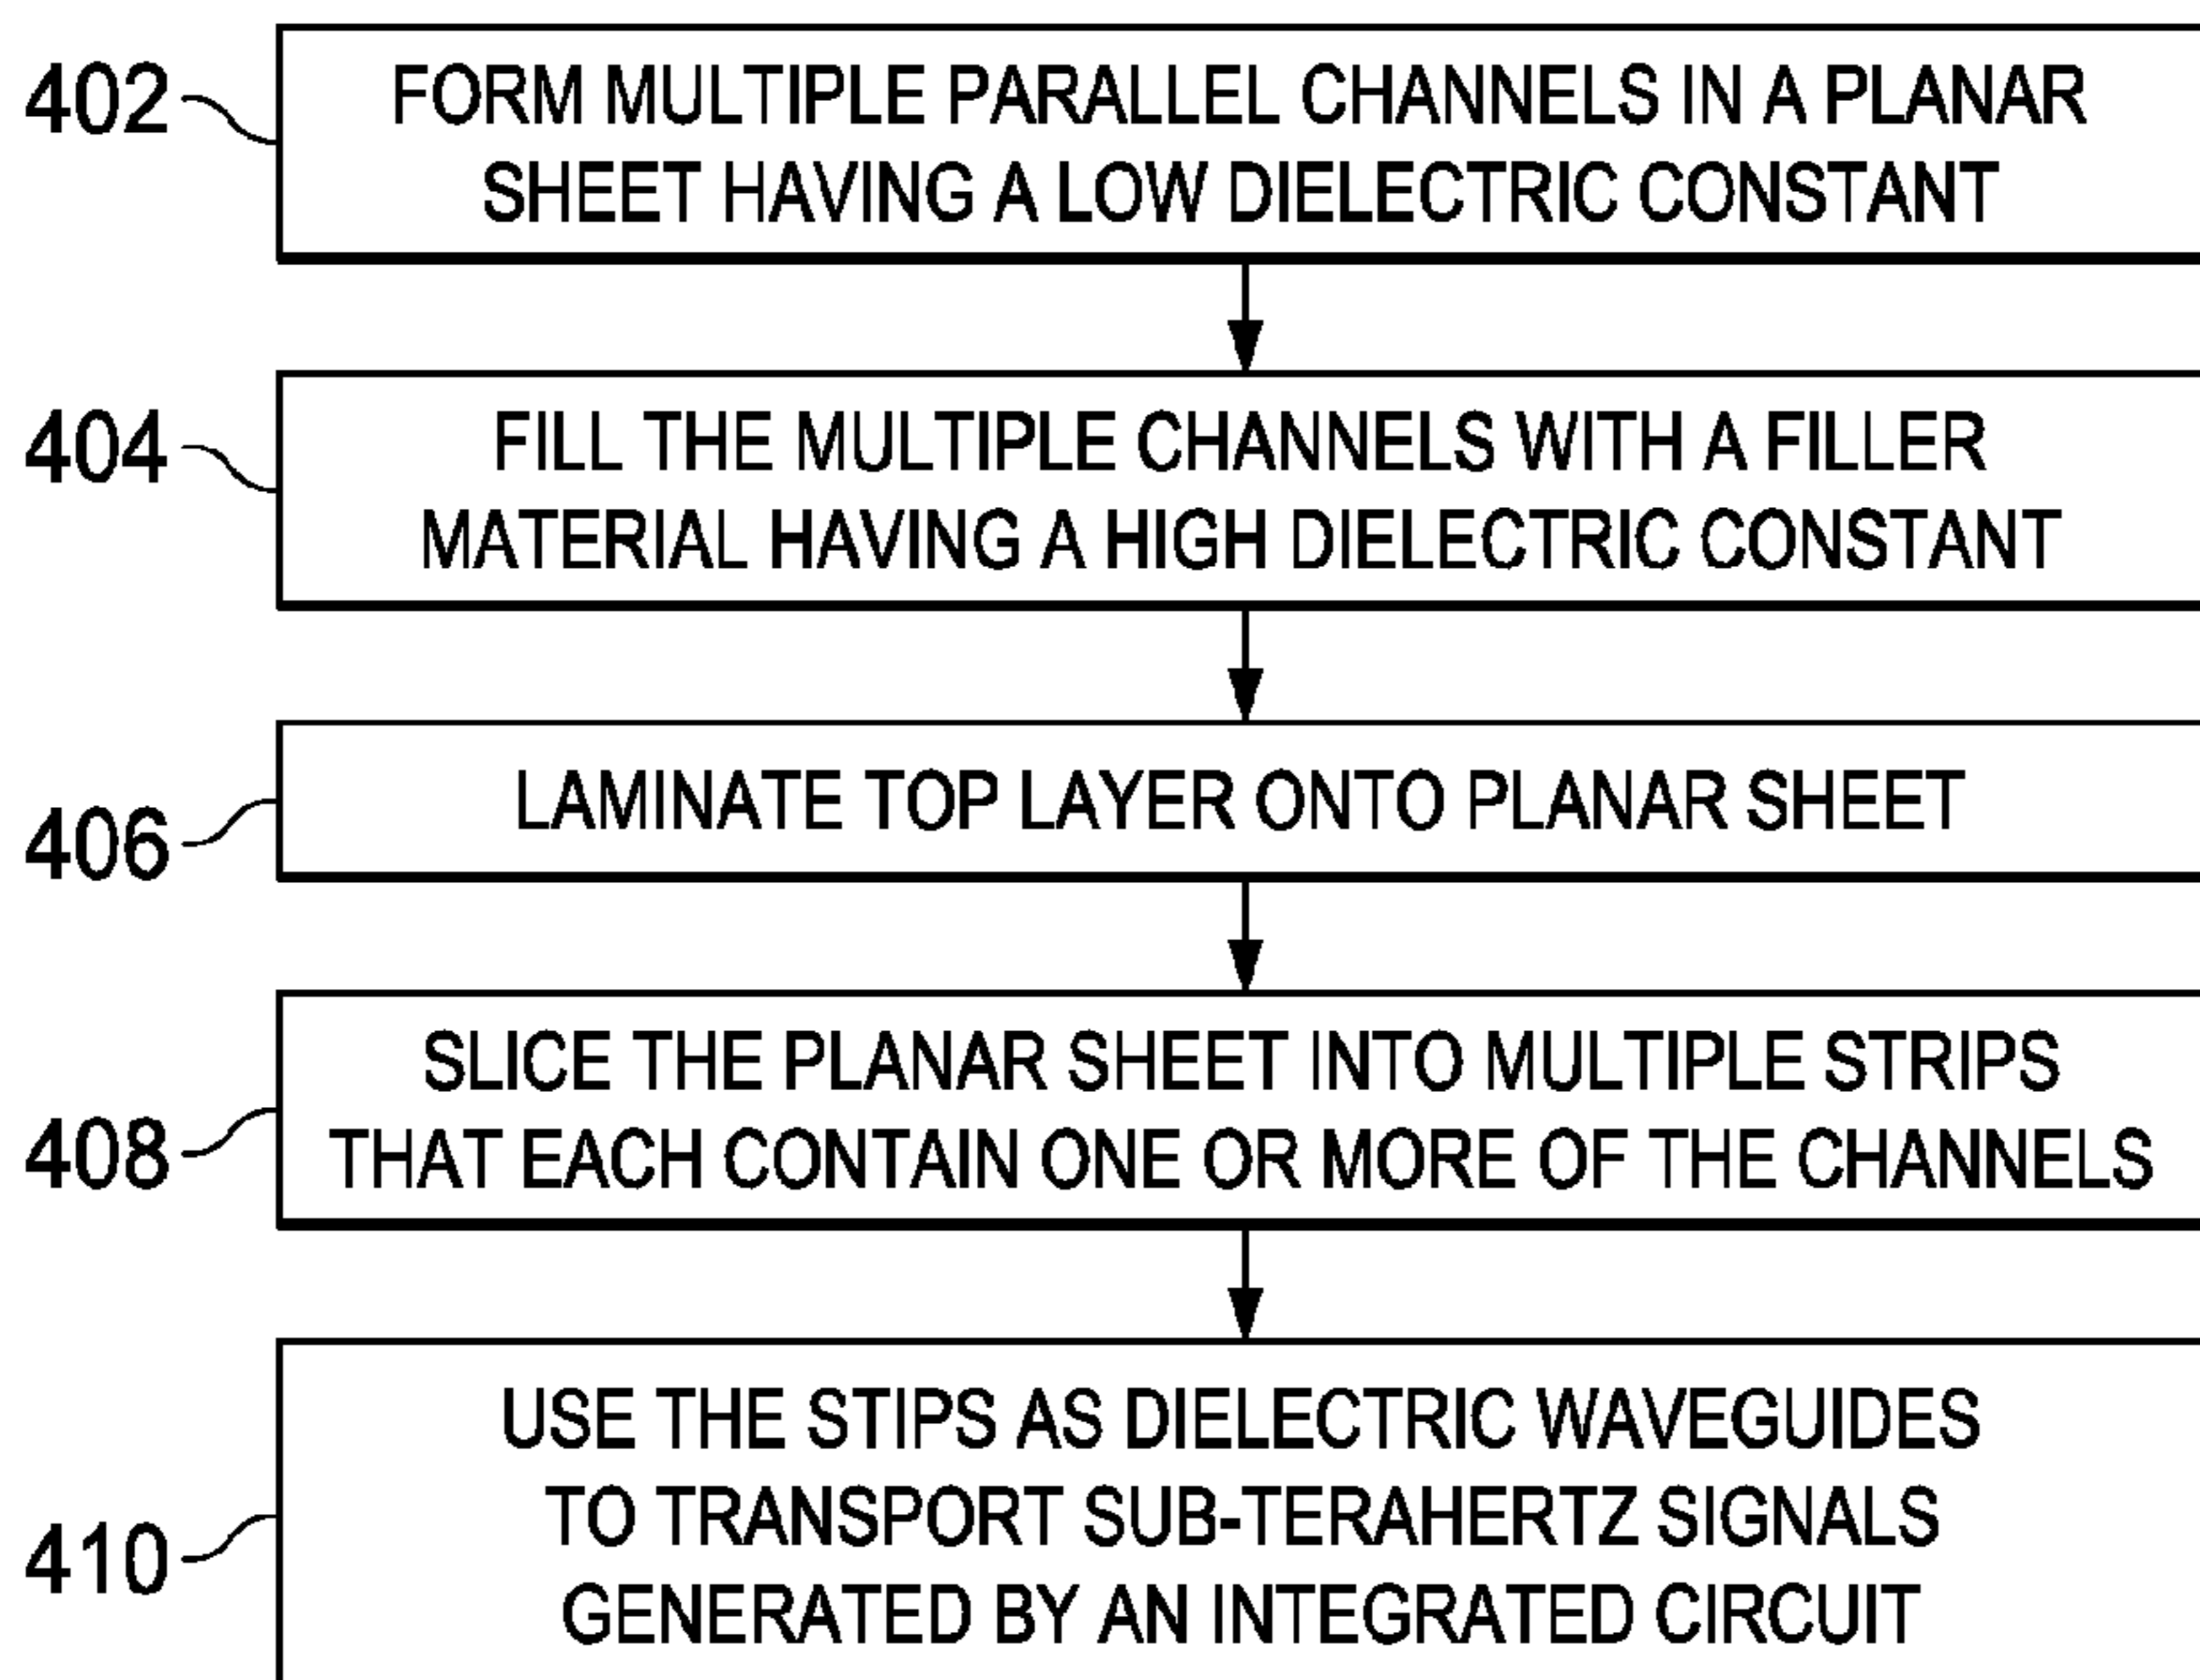 402
FORM MULTIPLE PARALLEL CHANNELS IN A PLANAR
SHEET HAVING A LOW DIELECTRIC CONSTANT
404
FILL THE MULTIPLE CHANNELS WITH A FILLER
MATERIAL HAVING A HIGH DIELECTRIC CONSTANT
406
LAMINATE TOP LAYER ONTO PLANAR SHEET
408
SLICE THE PLANAR SHEET INTO MULTIPLE STRIPS
THAT EACH CONTAIN ONE OR MORE OF THE CHANNELS
410
USE THE STIPS AS DIELECTRIC WAVEGUIDES
TO TRANSPORT SUB-TERAHERTZ SIGNALS
GENERATED BY AN INTEGRATED CIRCUIT